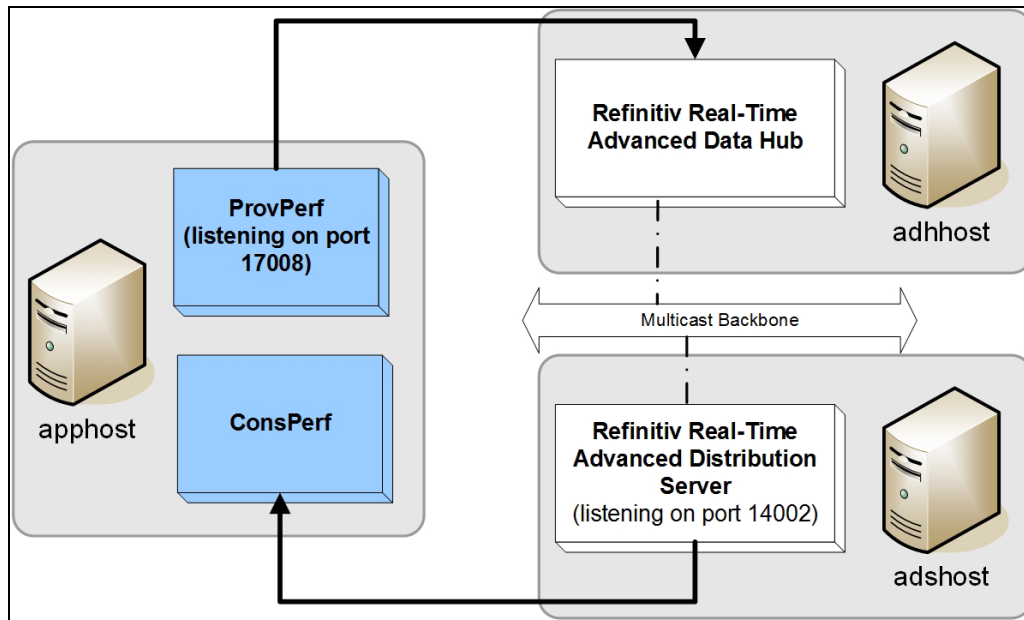 ProvPerf
(listening on port
17008)
ConsPerf
apphost
Refinitiv Real-Time
Advanced Data Hub
adhhost
Multicast Backbone
Refinitiv Real-Time
Advanced Distribution
Server
(listening on port 14002)
adshost